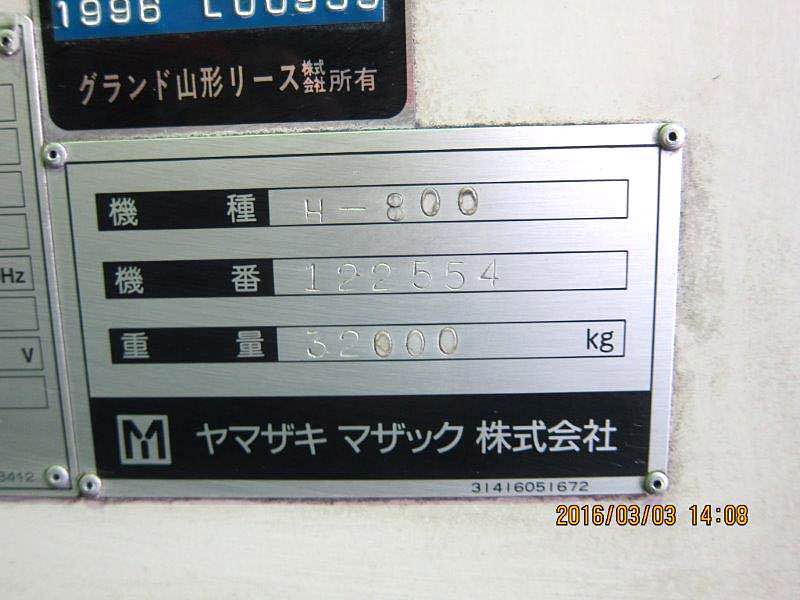 1996 L00955
グランド山形リース株式会社所有
機種 H-800
機番 122554
重量 32000 kg
ヤマザキ マザック 株式会社
31416051672
Hz
V
8412
2016/03/03 14:08